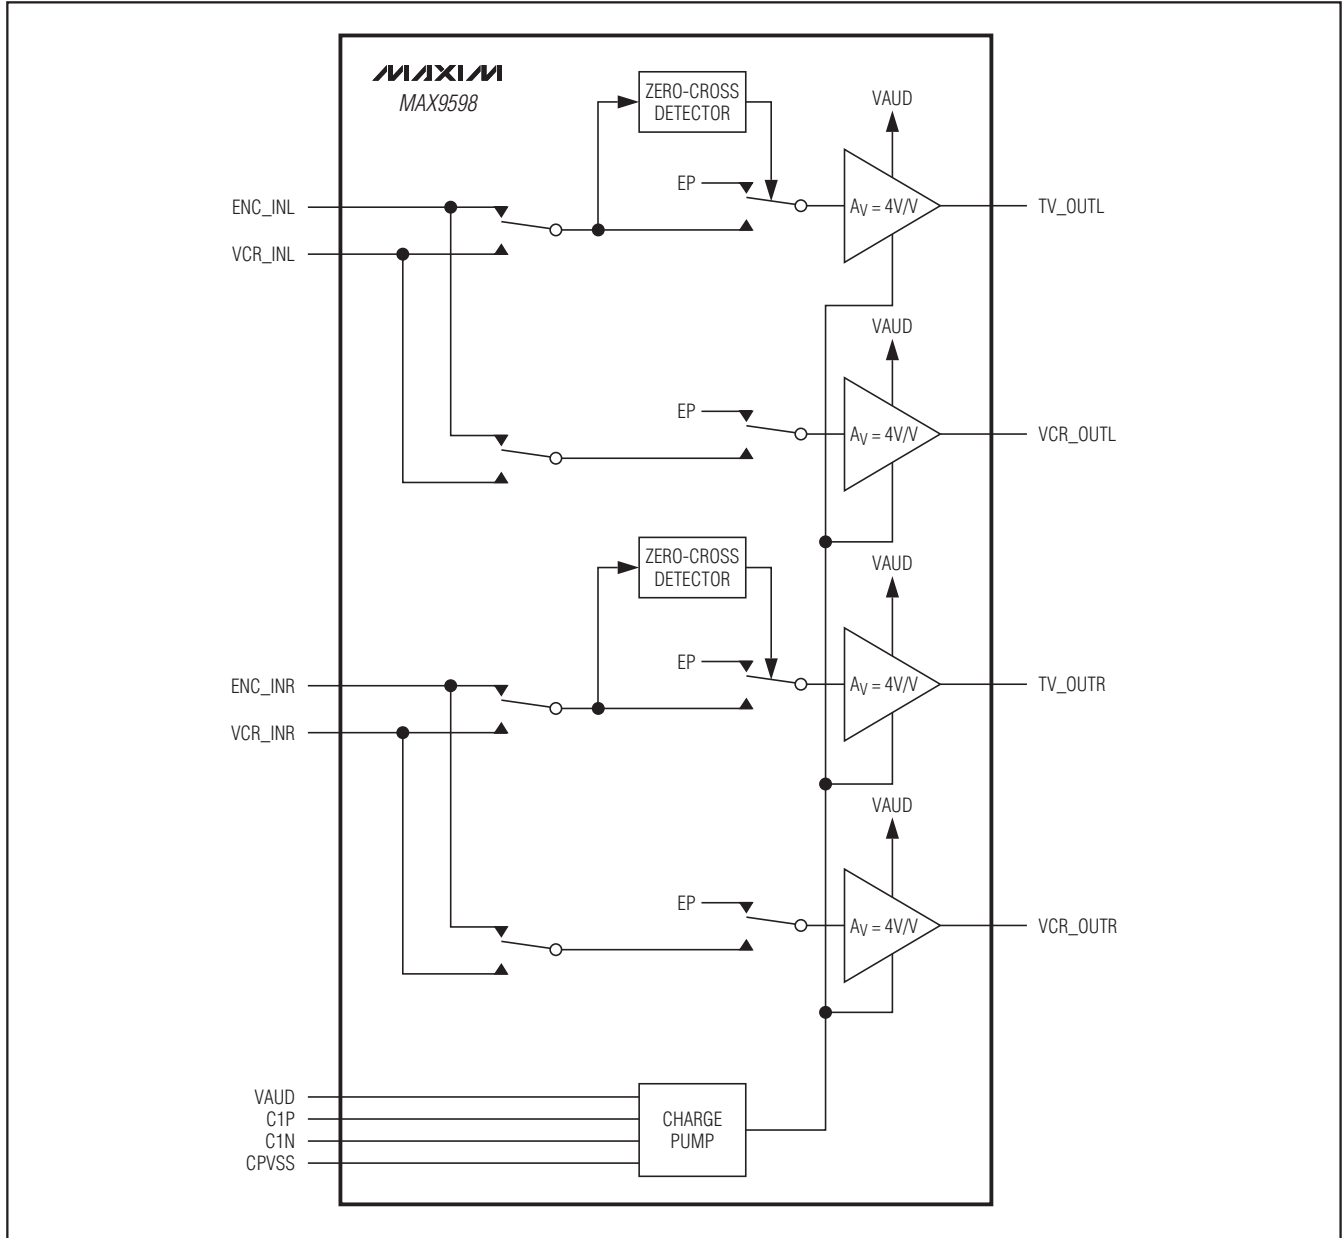 MAXIM
MAX9598
ZERO-CROSS
DETECTOR
VAUD
EP
ENC_INL
AV = 4V/V
TV_OUTL
VCR_INL
VAUD
EP
AV = 4V/V
VCR_OUTL
ZERO-CROSS
DETECTOR
VAUD
EP
ENC_INR
AV = 4V/V
TV_OUTR
VCR_INR
VAUD
EP
AV = 4V/V
VCR_OUTR
VAUD
C1P
C1N
CPVSS
CHARGE
PUMP